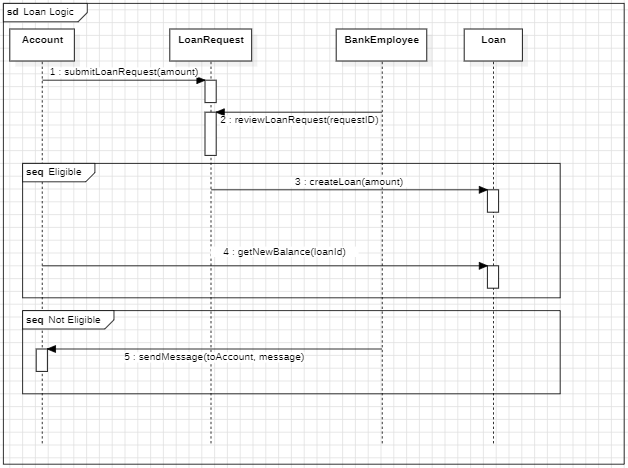 sd Loan Logic
Account
LoanRequest
BankEmployee
Loan
1 : submitLoanRequest(amount)
2 : reviewLoanRequest(requestID)
seq Eligible
3 : createLoan(amount)
4 : getNewBalance(loanId)
seq Not Eligible
5 : sendMessage(toAccount, message)